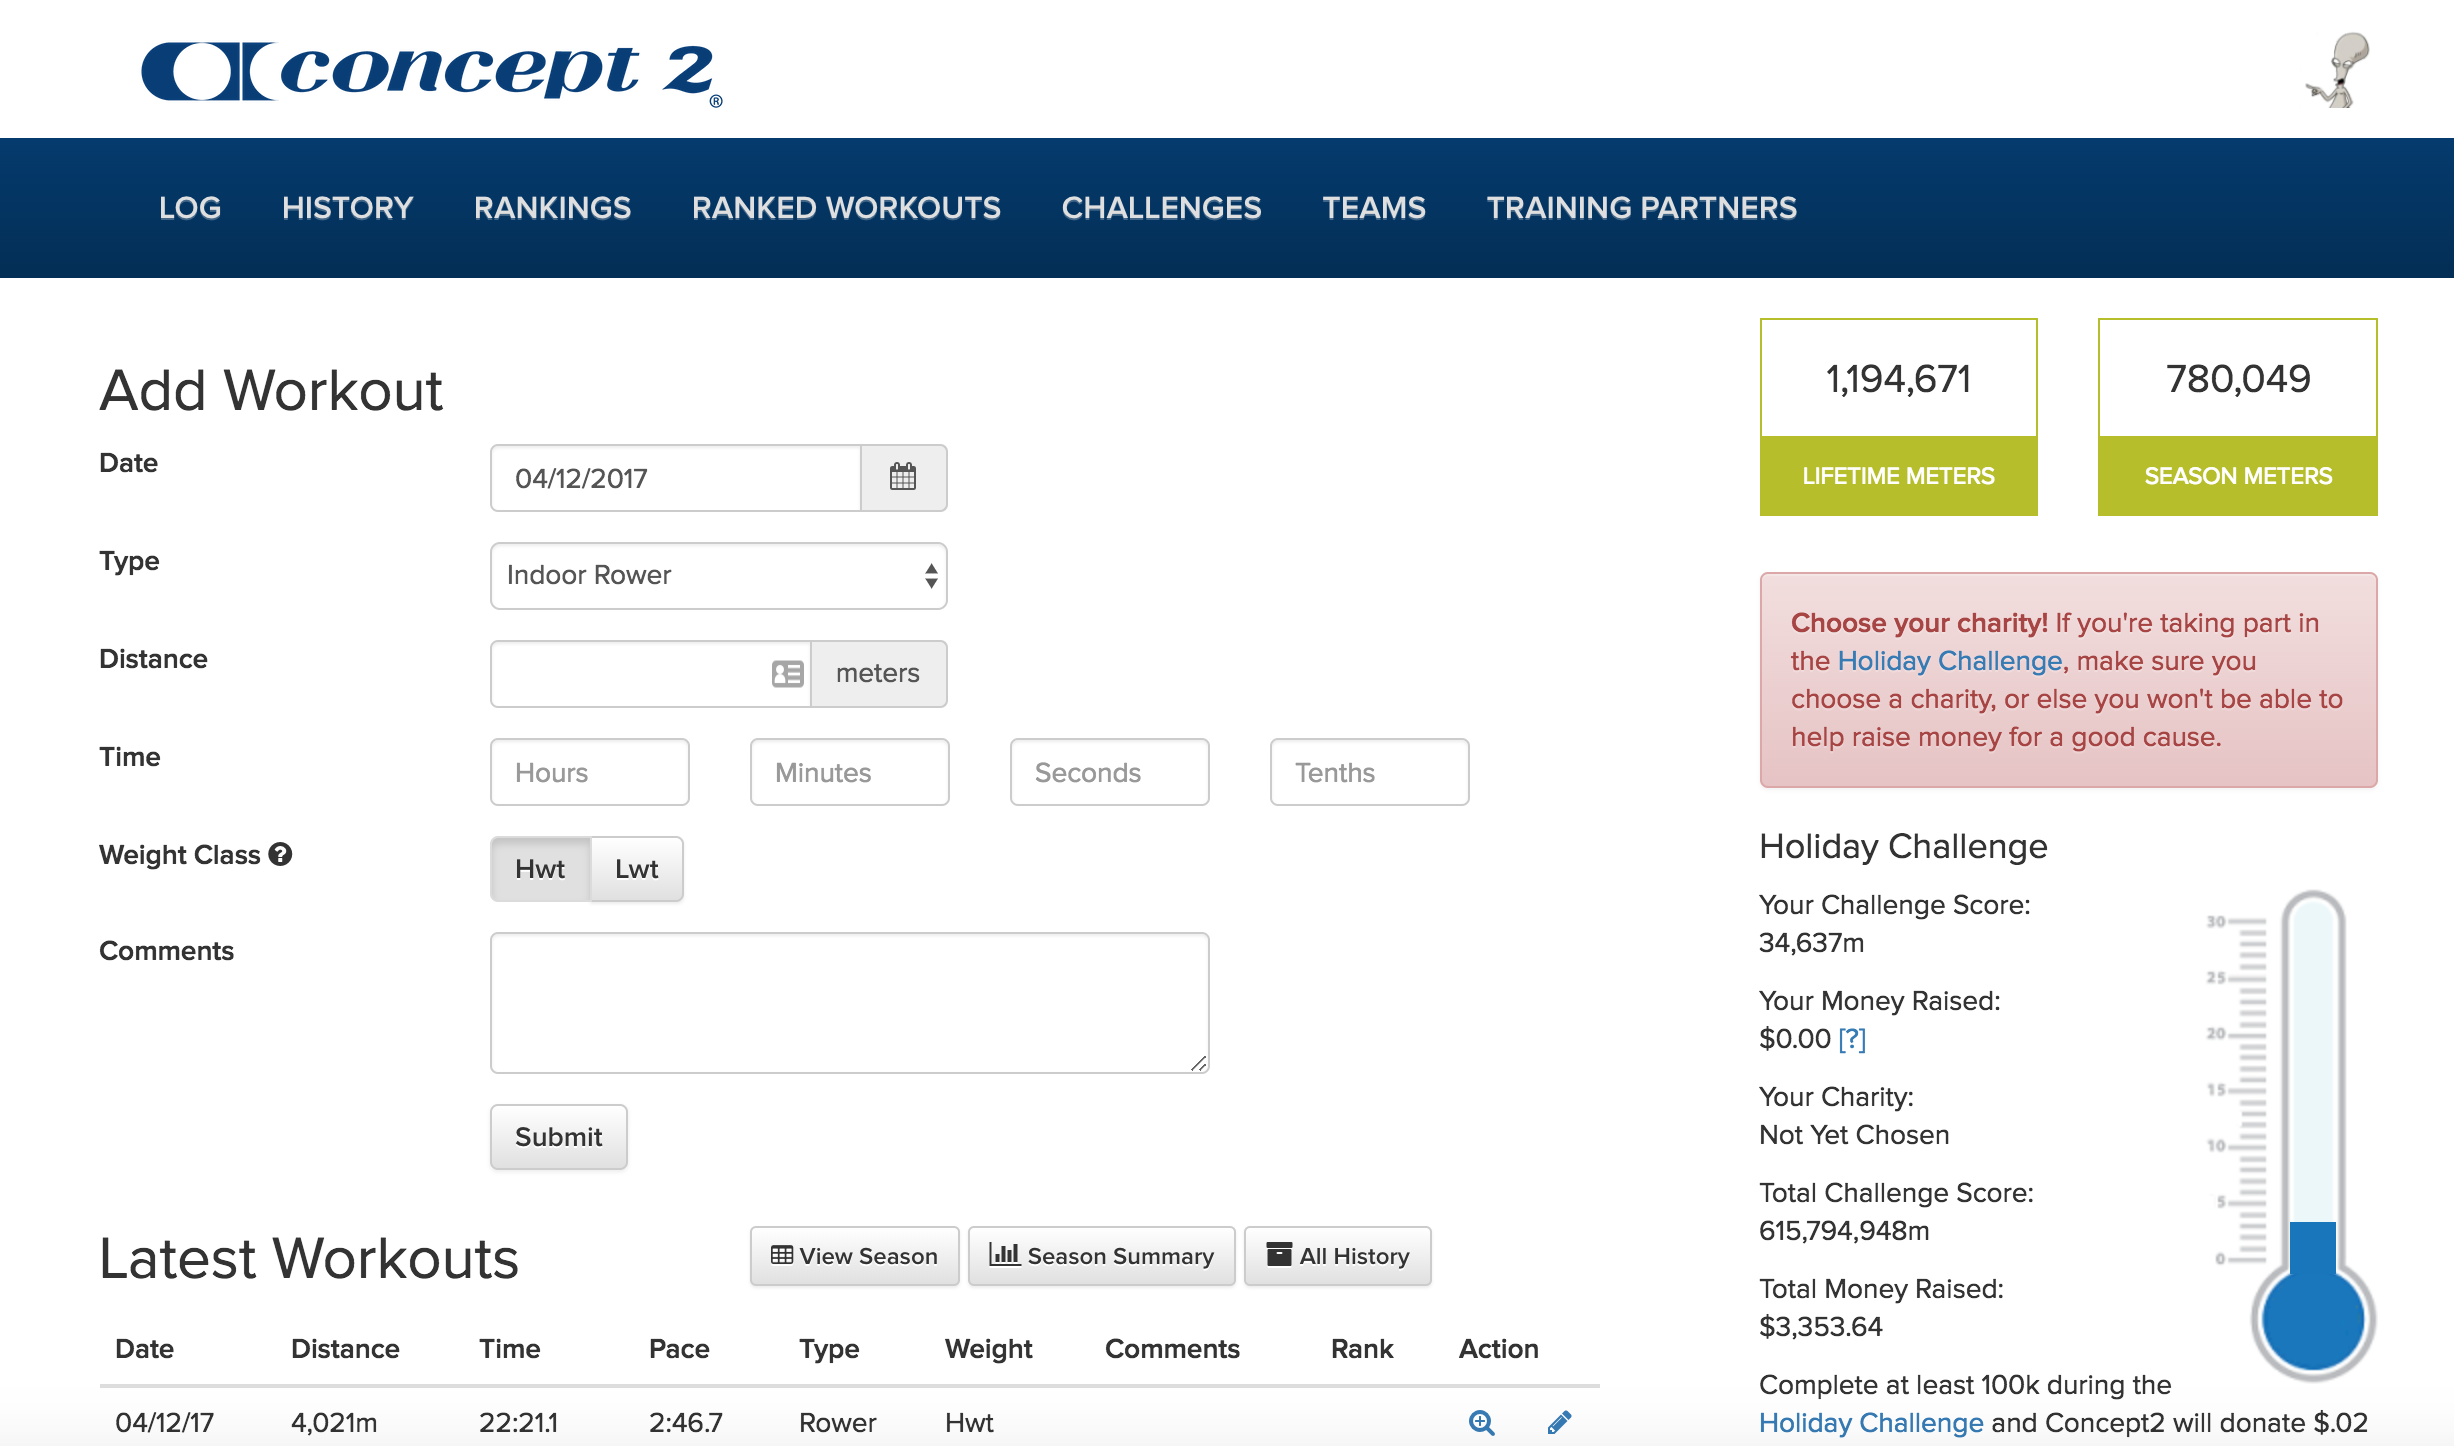 concept 2®
LOG HISTORY RANKINGS RANKED WORKOUTS CHALLENGES TEAMS TRAINING PARTNERS
Add Workout
Date
04/12/2017
Type
Indoor Rower
Distance
meters
Time
Hours Minutes Seconds Tenths
Weight Class ?
Hwt Lwt
Comments
Submit
Latest Workouts
View Season Season Summary All History
Date Distance Time Pace Type Weight Comments Rank Action
04/12/17 4,021m 22:21.1 2:46.7 Rower Hwt
1,194,671
LIFETIME METERS
780,049
SEASON METERS
Choose your charity! If you're taking part in
the Holiday Challenge, make sure you
choose a charity, or else you won't be able to
help raise money for a good cause.
Holiday Challenge
Your Challenge Score:
34,637m
Your Money Raised:
$0.00 [?]
Your Charity:
Not Yet Chosen
Total Challenge Score:
615,794,948m
Total Money Raised:
$3,353.64
Complete at least 100k during the
Holiday Challenge and Concept2 will donate $.02
30
25
20
15
10
5
0